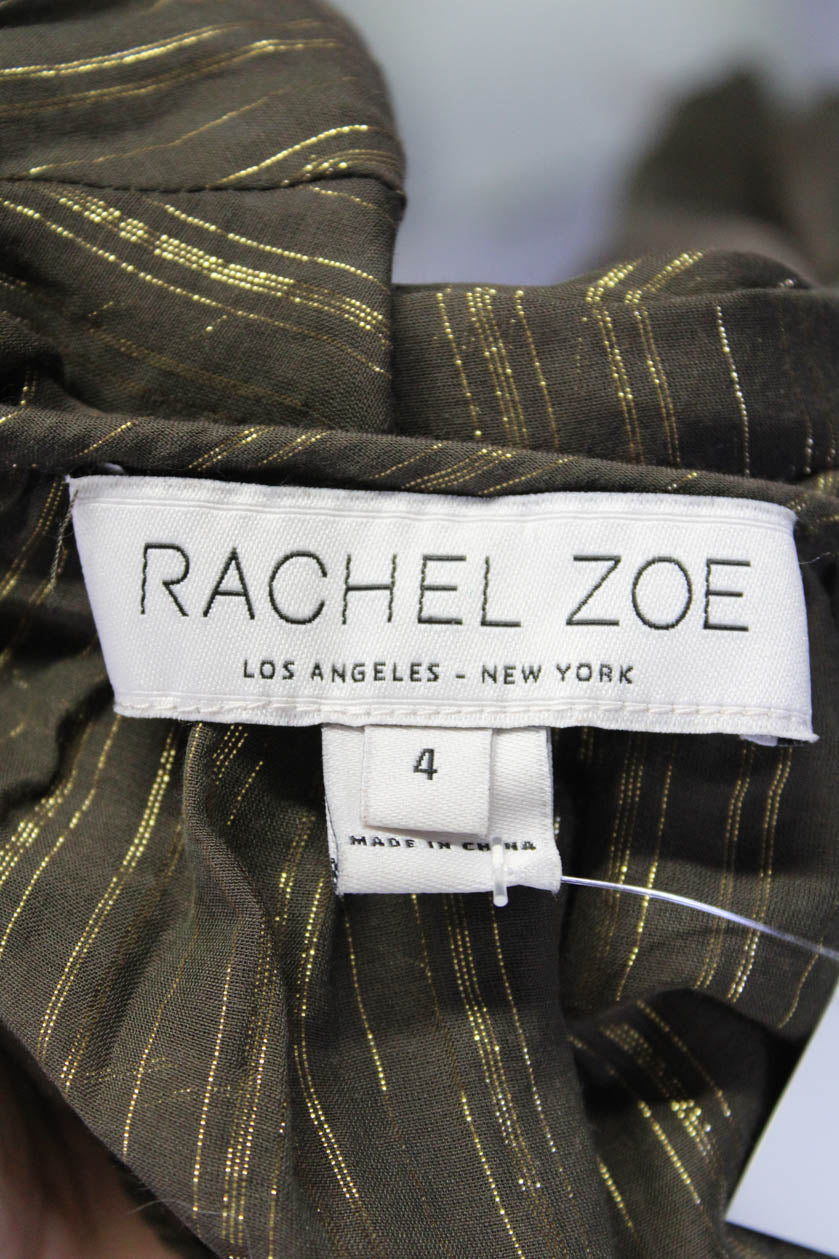 RACHEL ZOE
LOS ANGELES - NEW YORK
4
MADE IN CHINA